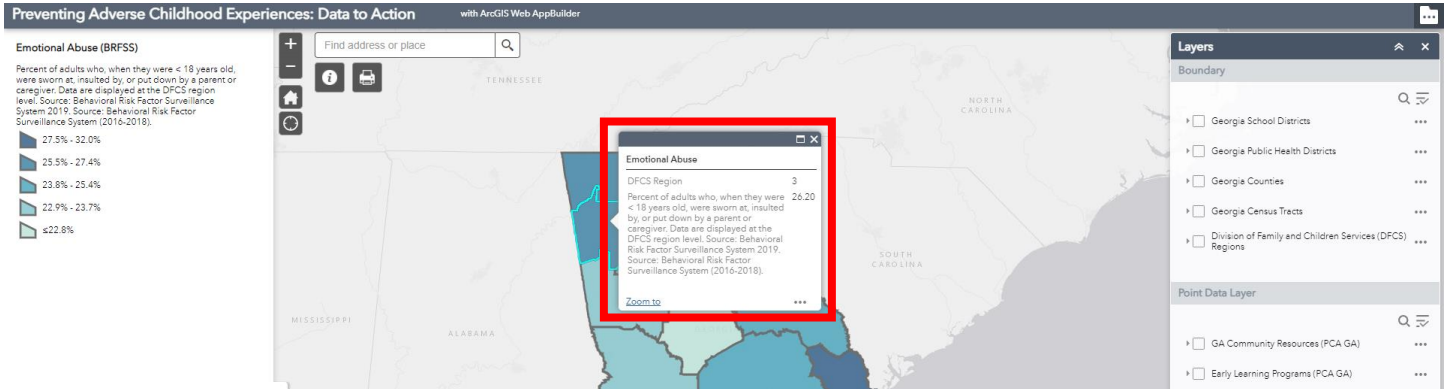 Preventing Adverse Childhood Experiences: Data to Action
with ArcGIS Web AppBuilder
Emotional Abuse (BRFSS)
Percent of adults who, when they were < 18 years old,
were sworn at, insulted by, or put down by a parent or
caregiver. Data are displayed at the DFCS region
level. Source: Behavioral Risk Factor Surveillance
System 2019. Source: Behavioral Risk Factor
Surveillance System (2016-2018).
27.5% - 32.0%
25.5% - 27.4%
23.8% - 25.4%
22.9% - 23.7%
≤22.8%
+
Find address or place
−
TENNESSEE
NORTH
CAROLINA
Emotional Abuse
DFCS Region 3
Percent of adults who, when they were 26.20
< 18 years old, were sworn at, insulted
by, or put down by a parent or
caregiver. Data are displayed at the
DFCS region level. Source: Behavioral
Risk Factor Surveillance System 2019.
Source: Behavioral Risk Factor
Surveillance System (2016-2018).
Zoom to
SOUTH
CAROLINA
MISSISSIPPI
ALABAMA
Layers
Boundary
Georgia School Districts
Georgia Public Health Districts
Georgia Counties
Georgia Census Tracts
Division of Family and Children Services (DFCS)
Regions
Point Data Layer
GA Community Resources (PCA GA)
Early Learning Programs (PCA GA)